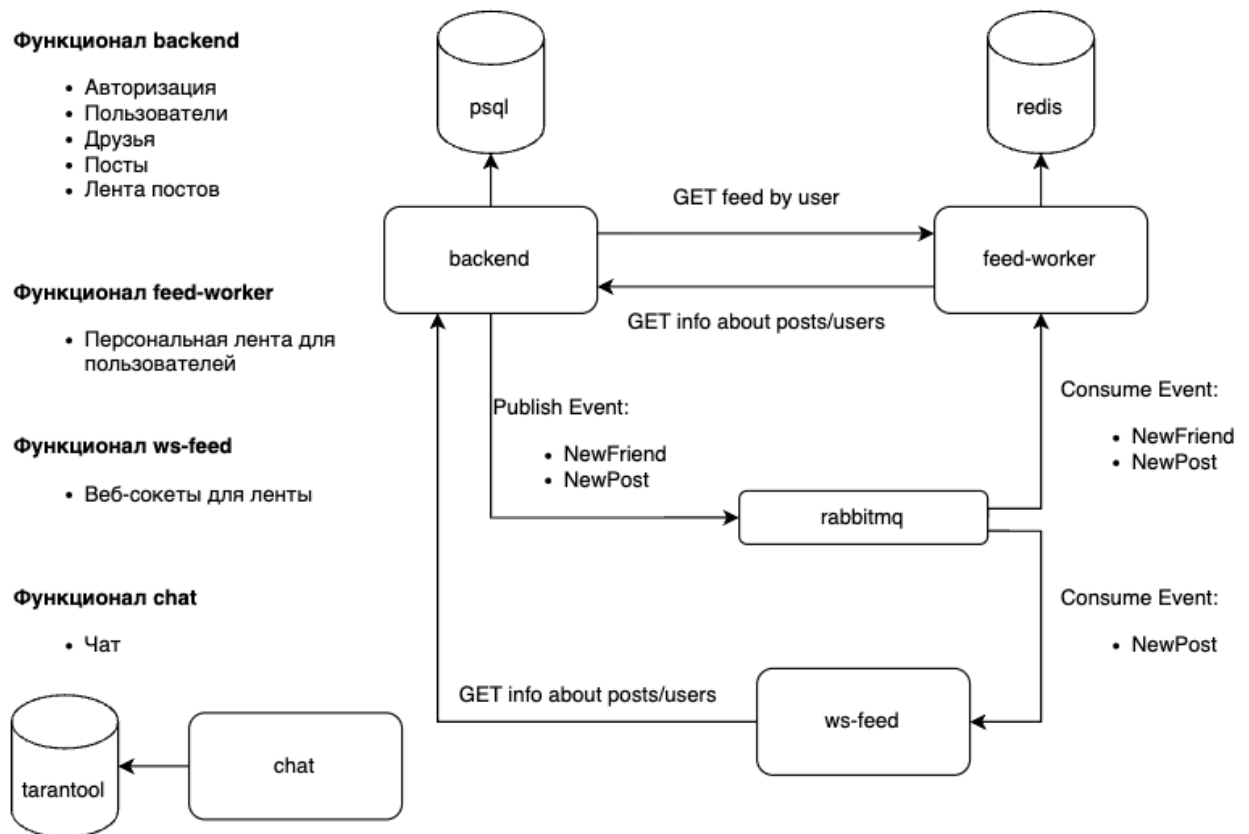 Функционал backend
• Авторизация
• Пользователи
• Друзья
• Посты
• Лента постов
Функционал feed-worker
• Персональная лента для
пользователей
Функционал ws-feed
• Веб-сокеты для ленты
Функционал chat
• Чат
tarantool
chat
psql
redis
GET feed by user
backend
feed-worker
GET info about posts/users
Publish Event:
• NewFriend
• NewPost
Consume Event:
• NewFriend
• NewPost
rabbitmq
Consume Event:
• NewPost
GET info about posts/users
ws-feed